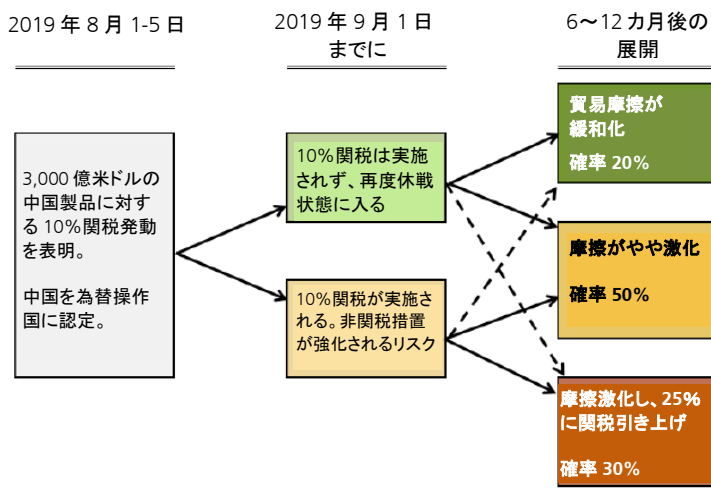 2019 年 8 月 1-5 日
2019 年 9 月 1 日
までに
6～12 カ月後の
展開
3,000 億米ドルの
中国製品に対す
る 10%関税発動
を表明。
中国を為替操作
国に認定。
10%関税は実施
されず、再度休戦
状態に入る
10%関税が実施さ
れる。非関税措置
が強化されるリスク
貿易摩擦が
緩和化
確率 20%
摩擦がやや激化
確率 50%
摩擦激化し、25%
に関税引き上げ
確率 30%